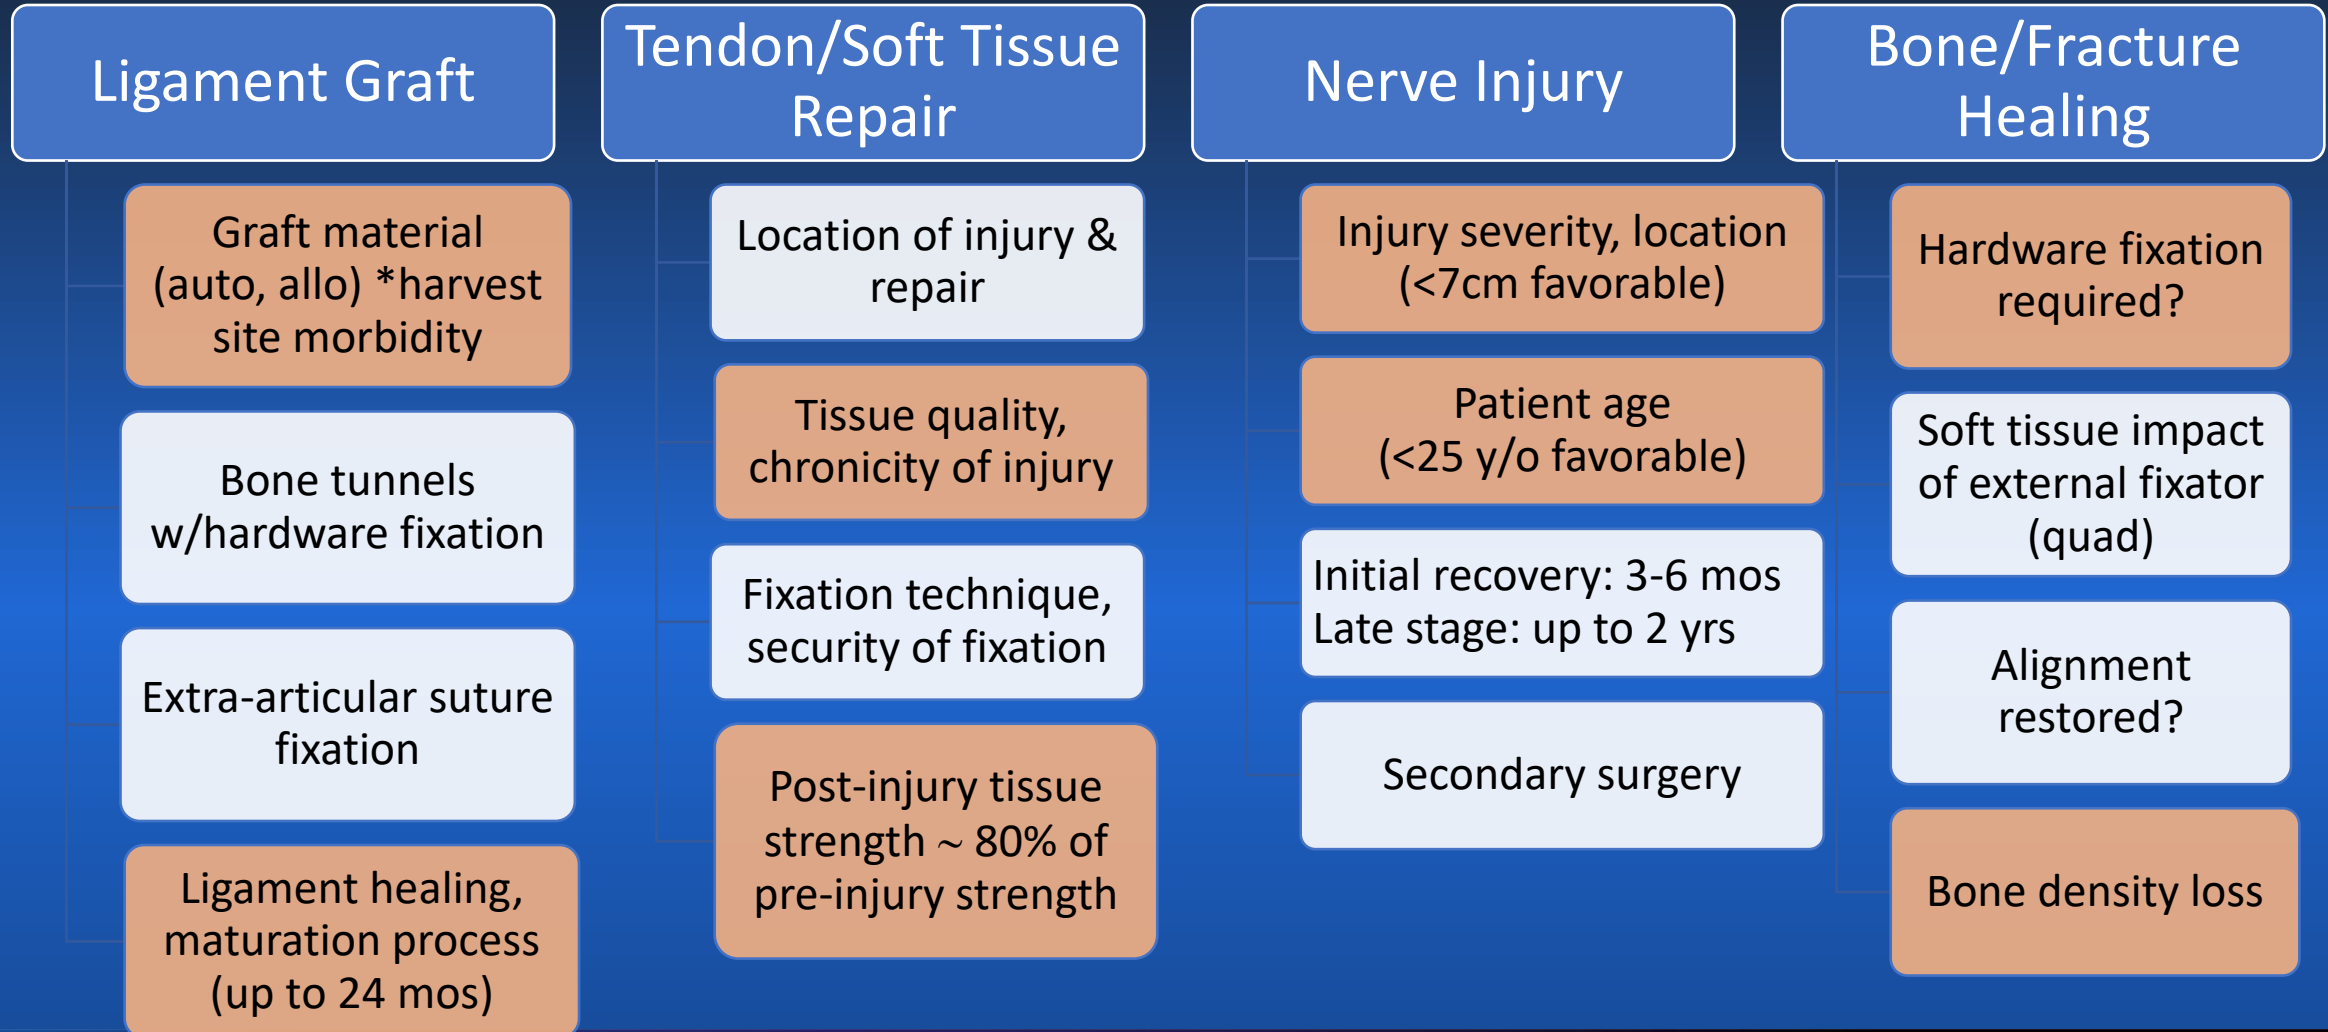 Ligament Graft
Graft material
(auto, allo) *harvest
site morbidity
Bone tunnels
w/hardware fixation
Extra-articular suture
fixation
Ligament healing,
maturation process
(up to 24 mos)
Tendon/Soft Tissue
Repair
Location of injury &
repair
Tissue quality,
chronicity of injury
Fixation technique,
security of fixation
Post-injury tissue
strength ~ 80% of
pre-injury strength
Nerve Injury
Injury severity, location
(<7cm favorable)
Patient age
(<25 y/o favorable)
Initial recovery: 3-6 mos
Late stage: up to 2 yrs
Secondary surgery
Bone/Fracture
Healing
Hardware fixation
required?
Soft tissue impact
of external fixator
(quad)
Alignment
restored?
Bone density loss